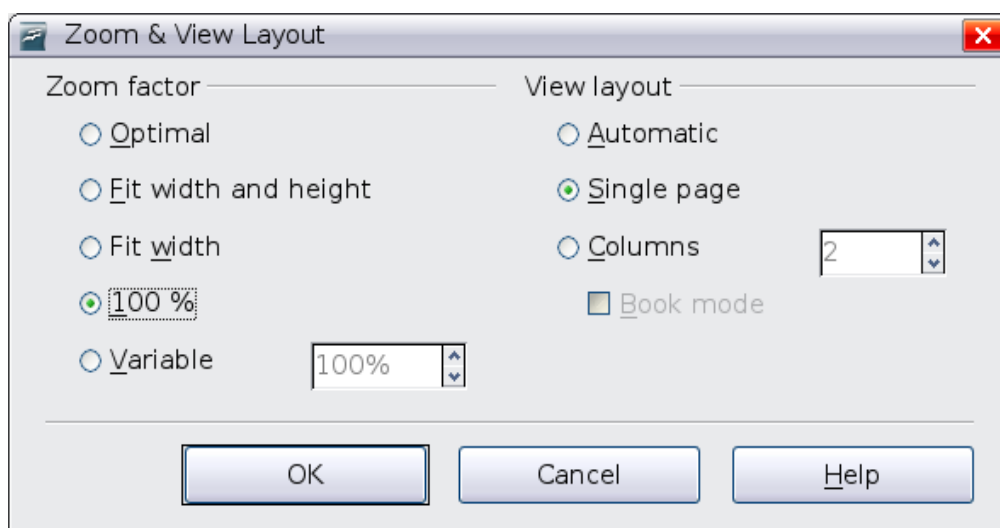 Zoom & View Layout
Zoom factor
Optimal
Fit width and height
Fit width
100 %
Variable
100%
View layout
Automatic
Single page
Columns
2
Book mode
OK
Cancel
Help